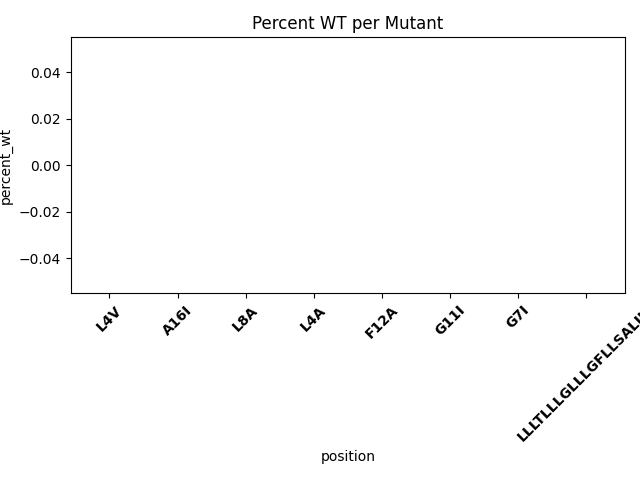 Percent WT per Mutant
percent_wt
0.04
0.02
0.00
−0.02
−0.04
L4V
A16I
L8A
L4A
F12A
G11I
G7I
position